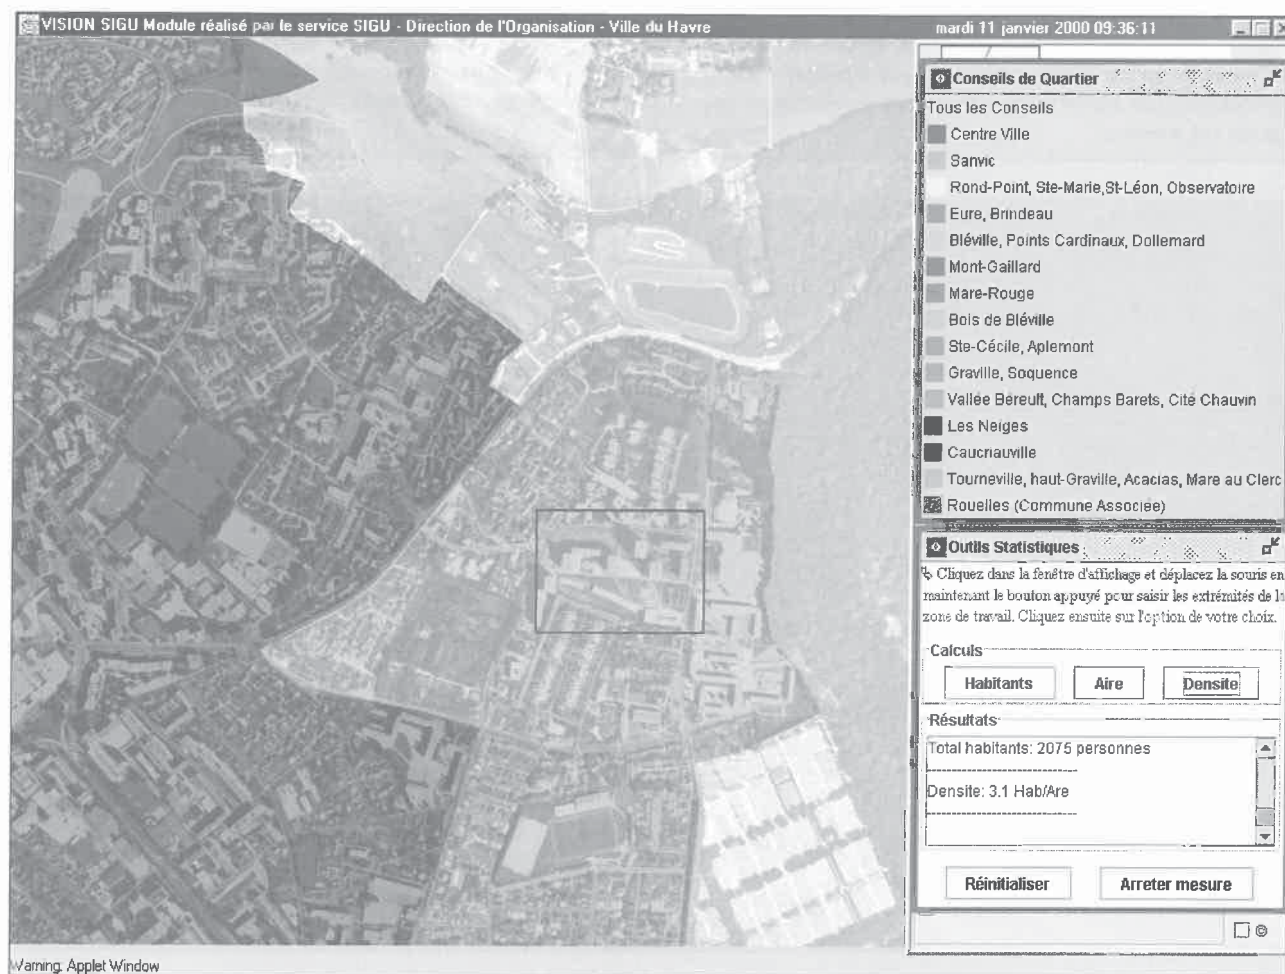 VISION SIGU Module réalisé par le service SIGU - Direction de l'Organisation - Ville du Havre
mardi 11 janvier 2000 09:36:11
Conseils de Quartier
Tous les Conseils
Centre Ville
Sanvic
Rond-Point, Ste-Marie,St-Léon, Observatoire
Eure, Brindeau
Bléville, Points Cardinaux, Dollemard
Mont-Gaillard
Mare-Rouge
Bois de Bléville
Ste-Cécile, Aplemont
Graville, Soquence
Vallée Béreult, Champs Barets, Cité Chauvin
Les Neiges
Caucriauville
Tourneville, haut-Graville, Acacias, Mare au Clerc
Rouelles (Commune Associée)
Outils Statistiques
Cliquez dans la fenêtre d'affichage et déplacez la souris en
maintenant le bouton appuyé pour saisir les extrémités de la
zone de travail. Cliquez ensuite sur l'option de votre choix.
Calculs
Habitants Aire Densite
Résultats
Total habitants: 2075 personnes
------------------------------
Densite: 3.1 Hab/Are
------------------------------
Réinitialiser Arreter mesure
©
Warning. Applet Window